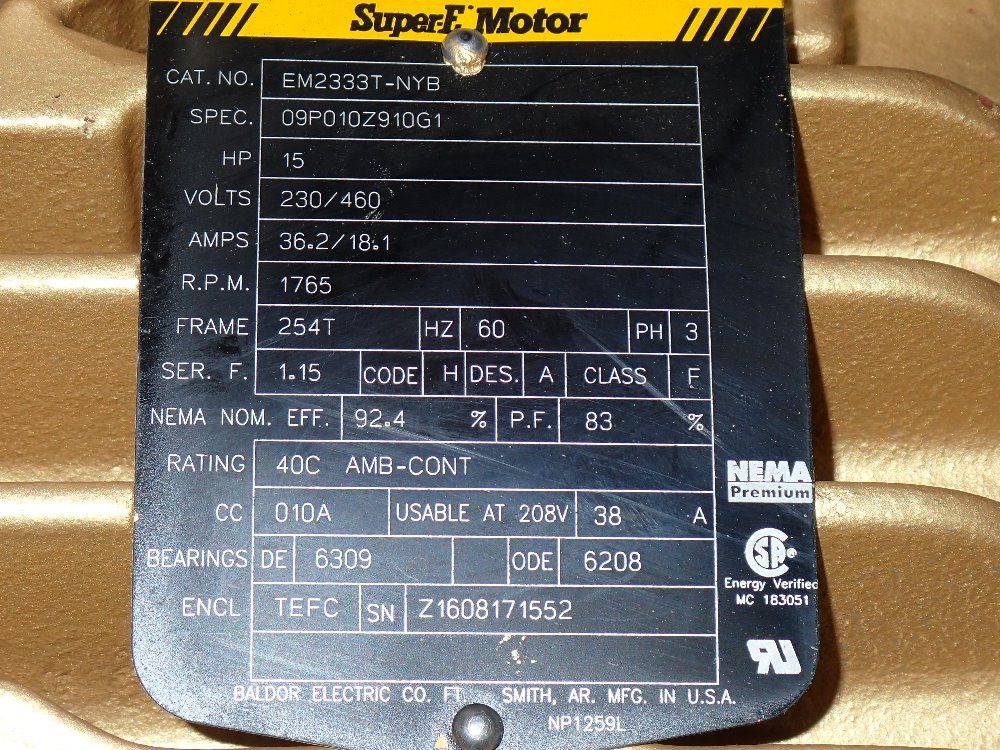 Super-E Motor
CAT. NO. EM2333T-NYB
SPEC. 09P010Z910G1
HP 15
VOLTS 230/460
AMPS 36.2/18.1
R.P.M. 1765
FRAME 254T HZ 60 PH 3
SER. F. 1.15 CODE H DES. A CLASS F
NEMA NOM. EFF. 92.4 % P.F. 83 %
RATING 40C AMB-CONT
NEMA
Premium
CC 010A USABLE AT 208V 38 A
BEARINGS DE 6309 ODE 6208
SA ®
Energy Verified
MC 183051
ENCL TEFC SN Z1608171552
RU
BALDOR ELECTRIC CO. FT. SMITH, AR. MFG. IN U.S.A.
NP1259L